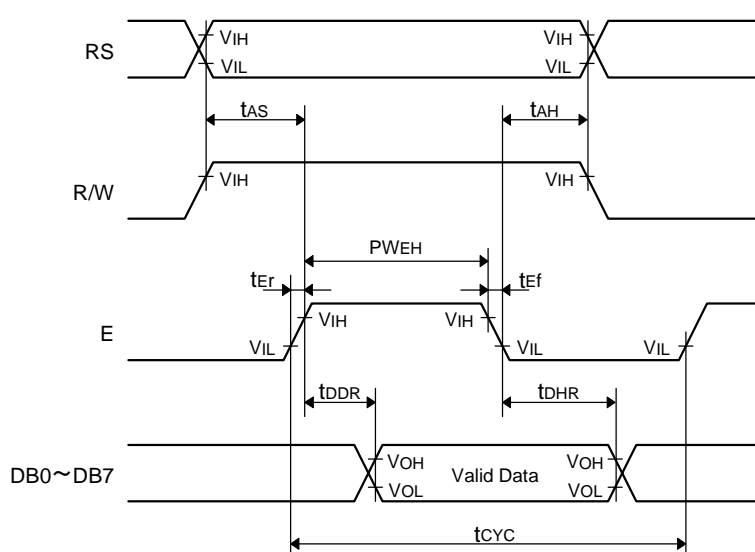 RS
VIH
VIH
VIL
VIL
tAS
tAH
R/W
VIH
VIH
PWEH
tEr
tEf
E
VIH
VIH
VIL
VIL
VIL
tDDR
tDHR
DB0～DB7
VOH
Valid Data
VOH
VOL
VOL
tCYC